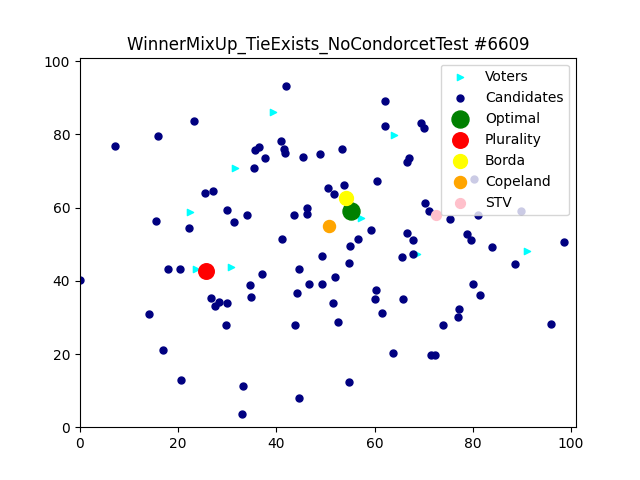 WinnerMixUp_TieExists_NoCondorcetTest #6609
100
80
60
40
20
0
0
20
40
60
80
100
Voters
Candidates
Optimal
Plurality
Borda
Copeland
STV